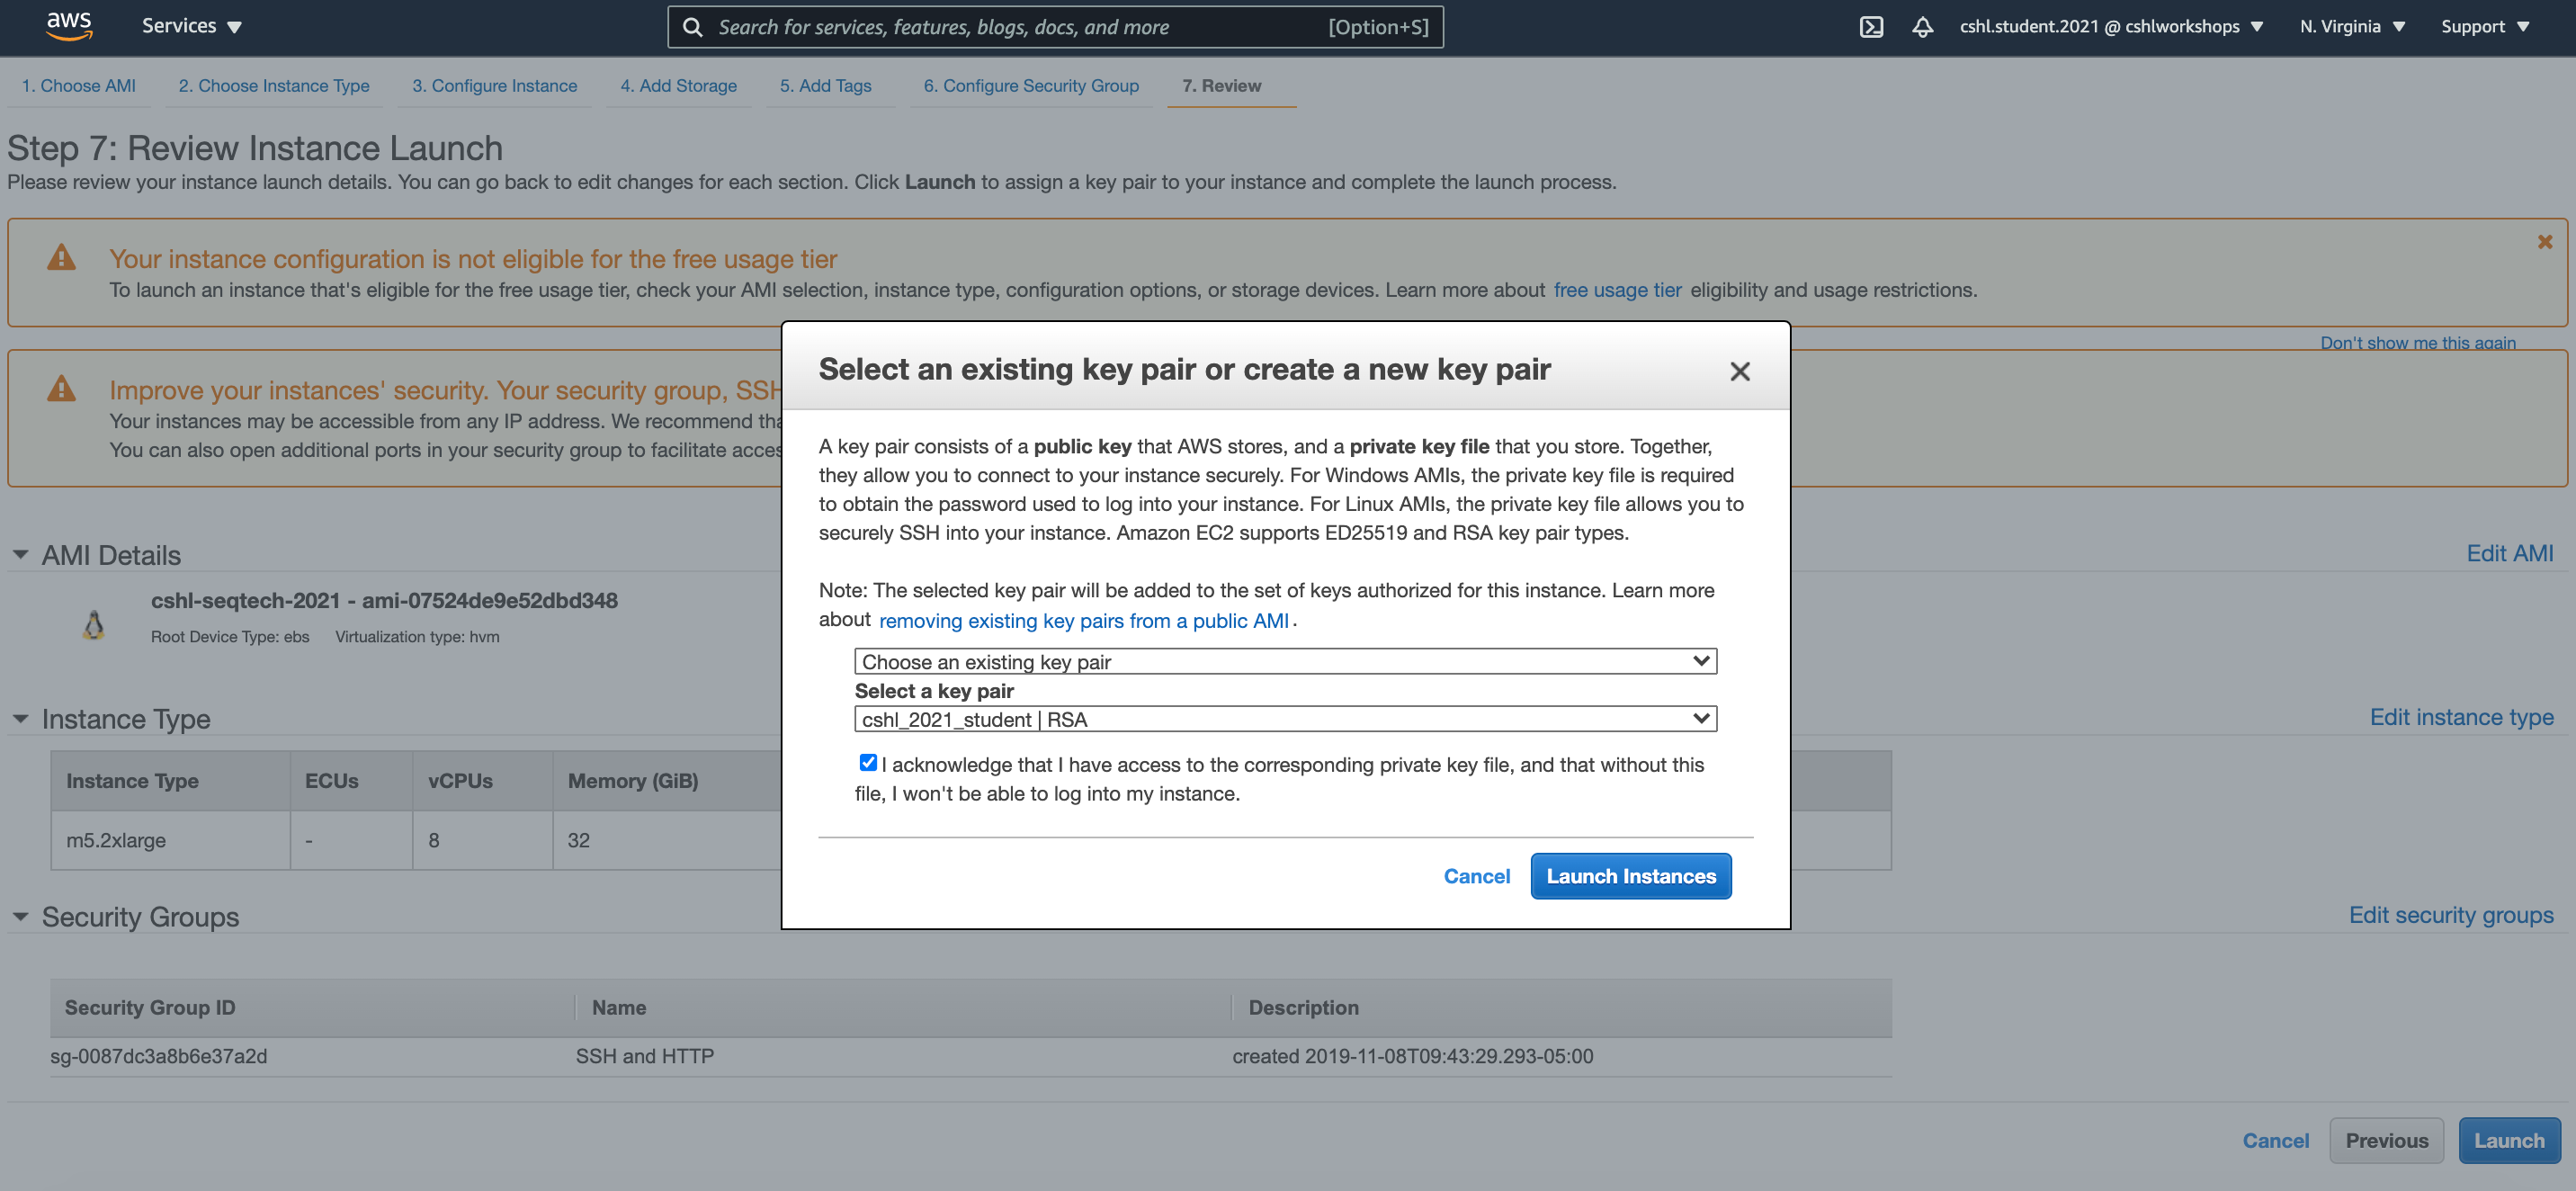 aws Services Search for services, features, blogs, docs, and more [Option+S] cshl.student.2021 @ cshlworkshops N. Virginia Support
1. Choose AMI 2. Choose Instance Type 3. Configure Instance 4. Add Storage 5. Add Tags 6. Configure Security Group 7. Review
Step 7: Review Instance Launch
Please review your instance launch details. You can go back to edit changes for each section. Click Launch to assign a key pair to your instance and complete the launch process.
Your instance configuration is not eligible for the free usage tier
To launch an instance that's eligible for the free usage tier, check your AMI selection, instance type, configuration options, or storage devices. Learn more about free usage tier eligibility and usage restrictions.
Don't show me this again
Improve your instances' security. Your security group, SSH
Your instances may be accessible from any IP address. We recommend
You can also open additional ports in your security group to facilitate
Select an existing key pair or create a new key pair
A key pair consists of a public key that AWS stores, and a private key file that you store. Together,
they allow you to connect to your instance securely. For Windows AMIs, the private key file is required
to obtain the password used to log into your instance. For Linux AMIs, the private key file allows you to
securely SSH into your instance. Amazon EC2 supports ED25519 and RSA key pair types.
Note: The selected key pair will be added to the set of keys authorized for this instance. Learn more
about removing existing key pairs from a public AMI.
Choose an existing key pair
Select a key pair
cshl_2021_student | RSA
I acknowledge that I have access to the corresponding private key file, and that without this
file, I won't be able to log into my instance.
Cancel Launch Instances
AMI Details Edit AMI
cshl-seqtech-2021 - ami-07524de9e52dbd348
Root Device Type: ebs Virtualization type: hvm
Instance Type Edit instance type
Instance Type ECUs vCPUs Memory (GiB)
m5.2xlarge - 8 32
Security Groups Edit security groups
Security Group ID Name Description
sg-0087dc3a8b6e37a2d SSH and HTTP created 2019-11-08T09:43:29.293-05:00
Cancel Previous Launch